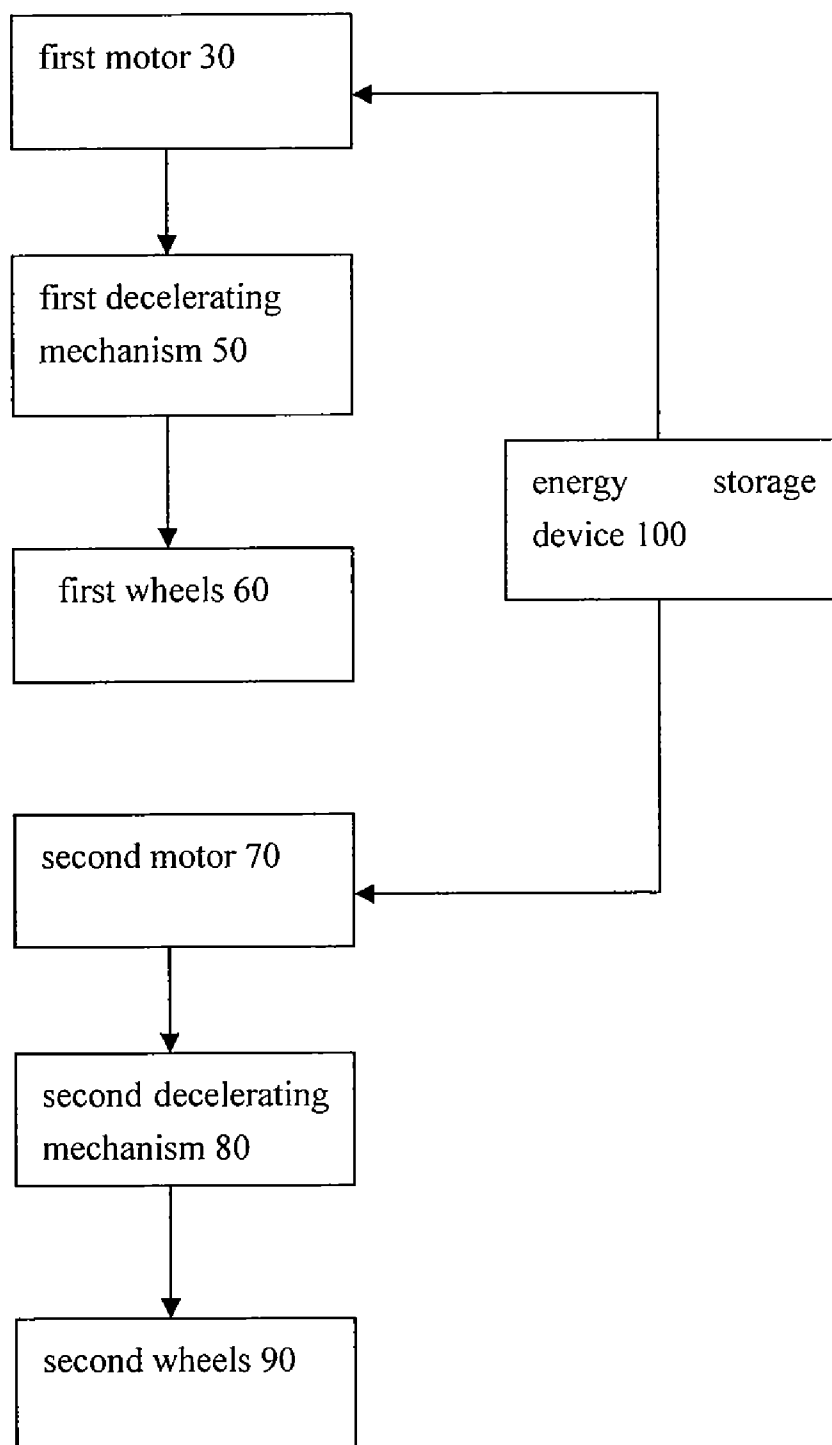 first motor 30
first decelerating
mechanism 50
energy storage
device 100
first wheels 60
second motor 70
second decelerating
mechanism 80
second wheels 90